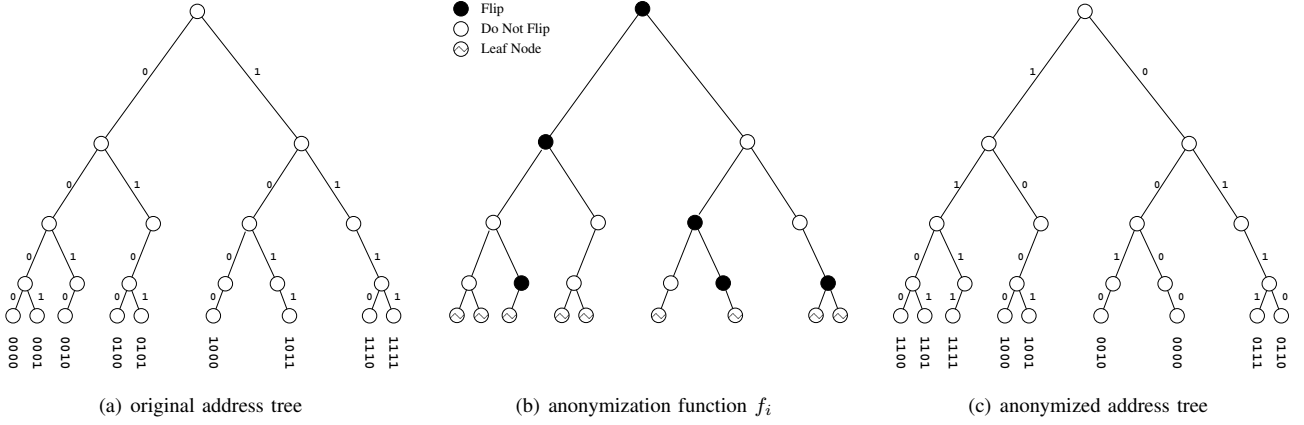 0 1
0 1 0 1
0 1 0 0 1 1
0 1 0 0 1 0 1 0 1
0000 0001 0010 0100 0101 1000 1011 1110 1111
(a) original address tree
Flip
Do Not Flip
Leaf Node
(b) anonymization function f_i
1 0
1 0 0 1
0 1 0 1 0 1
0 1 1 0 1 0 0 1 0
1100 1101 1111 1000 1001 0010 0000 0111 0110
(c) anonymized address tree